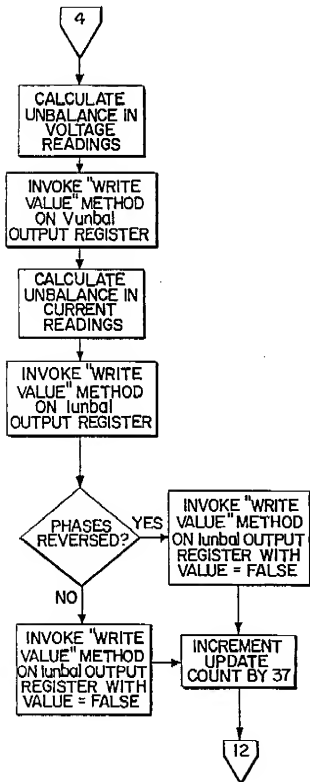 4
CALCULATE
UNBALANCE IN
VOLTAGE
READINGS
INVOKE "WRITE
VALUE" METHOD
ON Vunbal
OUTPUT REGISTER
CALCULATE
UNBALANCE IN
CURRENT
READINGS
INVOKE "WRITE
VALUE" METHOD
ON Iunbal
OUTPUT REGISTER
PHASES
REVERSED?
YES
INVOKE "WRITE
VALUE" METHOD
ON Iunbal OUTPUT
REGISTER WITH
VALUE = FALSE
NO
INVOKE "WRITE
VALUE" METHOD
ON Iunbal OUTPUT
REGISTER WITH
VALUE = FALSE
INCREMENT
UPDATE
COUNT BY 37
12